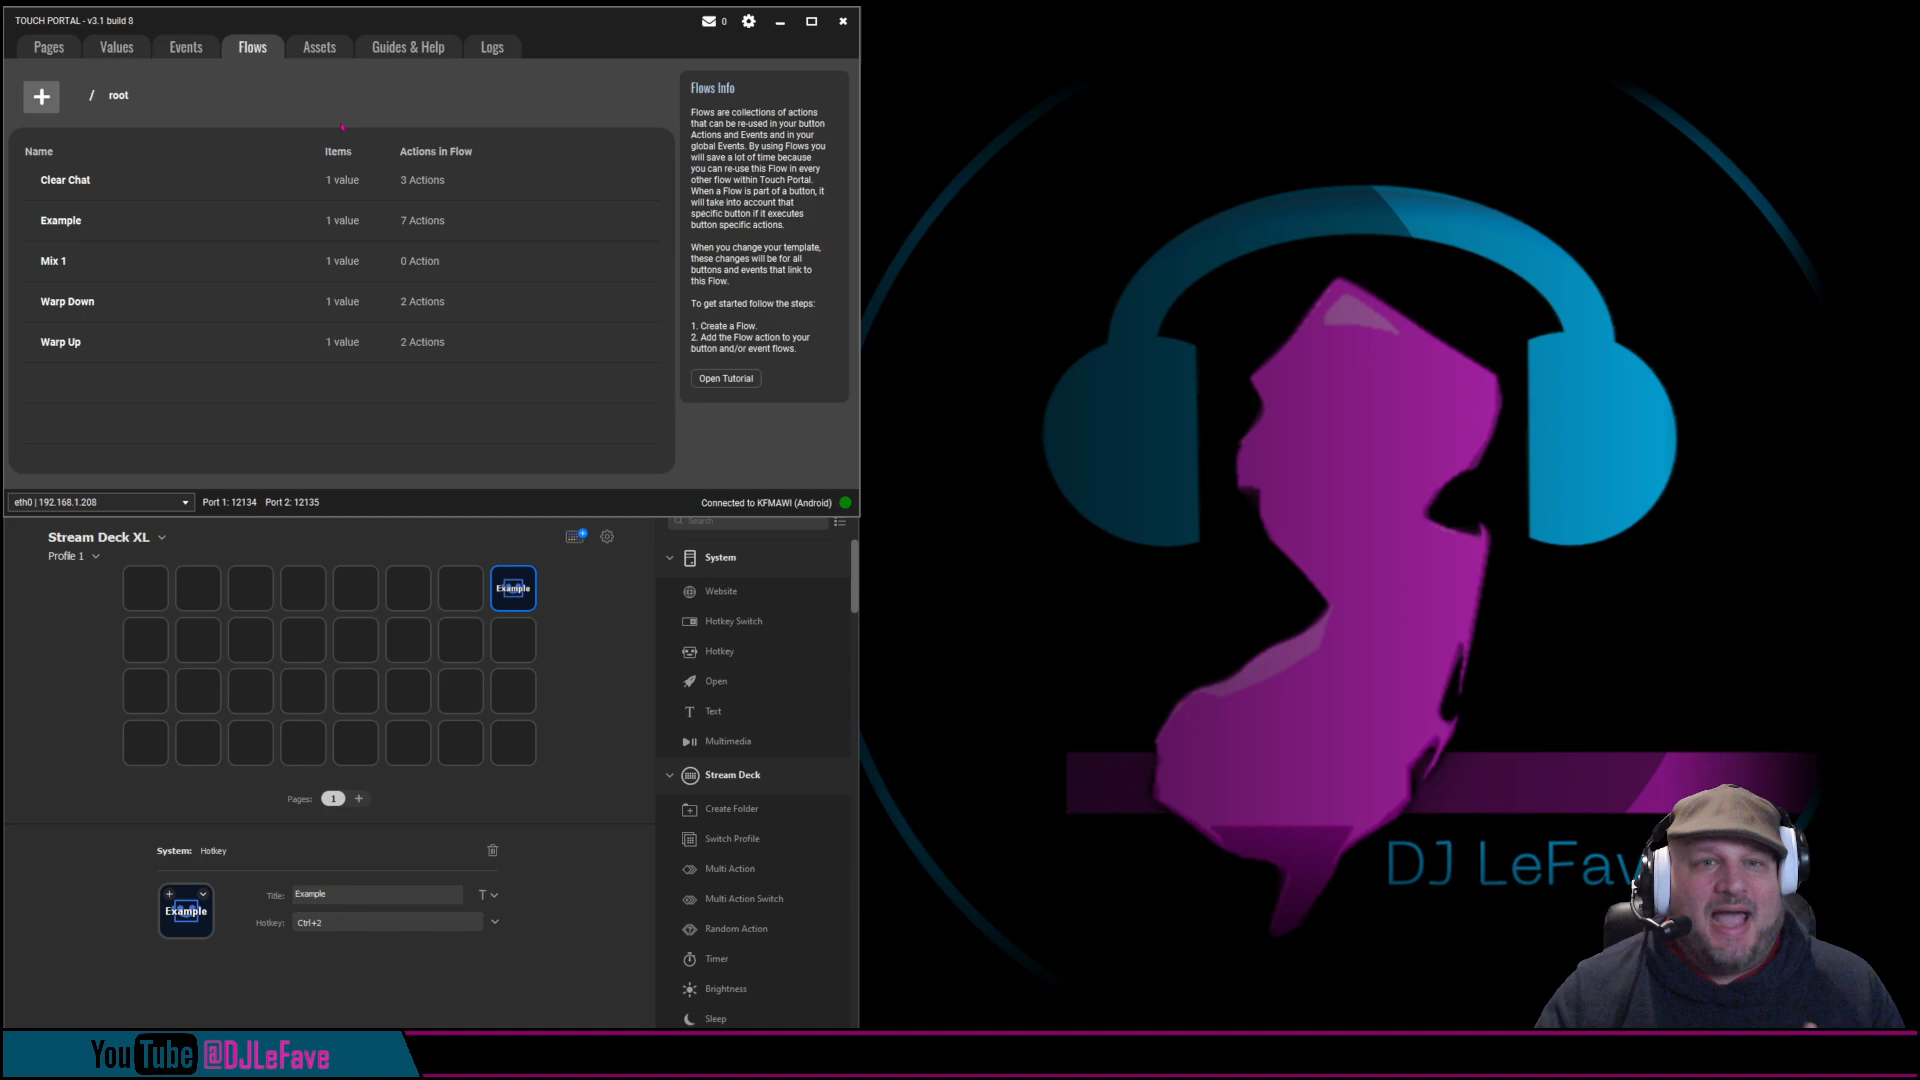 TOUCH PORTAL - v3.1 build 8
0
Pages
Values
Events
Flows
Assets
Guides & Help
Logs
/ root
Name
Items
Actions in Flow
Clear Chat
1 value
3 Actions
Example
1 value
7 Actions
Mix 1
1 value
0 Action
Warp Down
1 value
2 Actions
Warp Up
1 value
2 Actions
Flows Info
Flows are collections of actions
that can be re-used in your button
Actions and Events and in your
global Events. By using Flows you
will save a lot of time because
you can re-use this Flow in every
other flow within Touch Portal.
When a Flow is part of a button, it
will take into account that
specific button if it executes
button specific actions.
When you change your template,
these changes will be for all
buttons and events that link to
this Flow.
To get started follow the steps:
1. Create a Flow.
2. Add the Flow action to your
button and/or event flows.
Open Tutorial
eth0 | 192.168.1.208
Port 1: 12134
Port 2: 12135
Connected to KFMAWI (Android)
Stream Deck XL
Profile 1
Example
Pages:
1
System: Hotkey
Example
Title:
Example
T
Hotkey:
Ctrl+2
Search
System
Website
Hotkey Switch
Hotkey
Open
Text
Multimedia
Stream Deck
Create Folder
Switch Profile
Multi Action
Multi Action Switch
Random Action
Timer
Brightness
Sleep
DJ LeFav
YouTube @DJLeFave